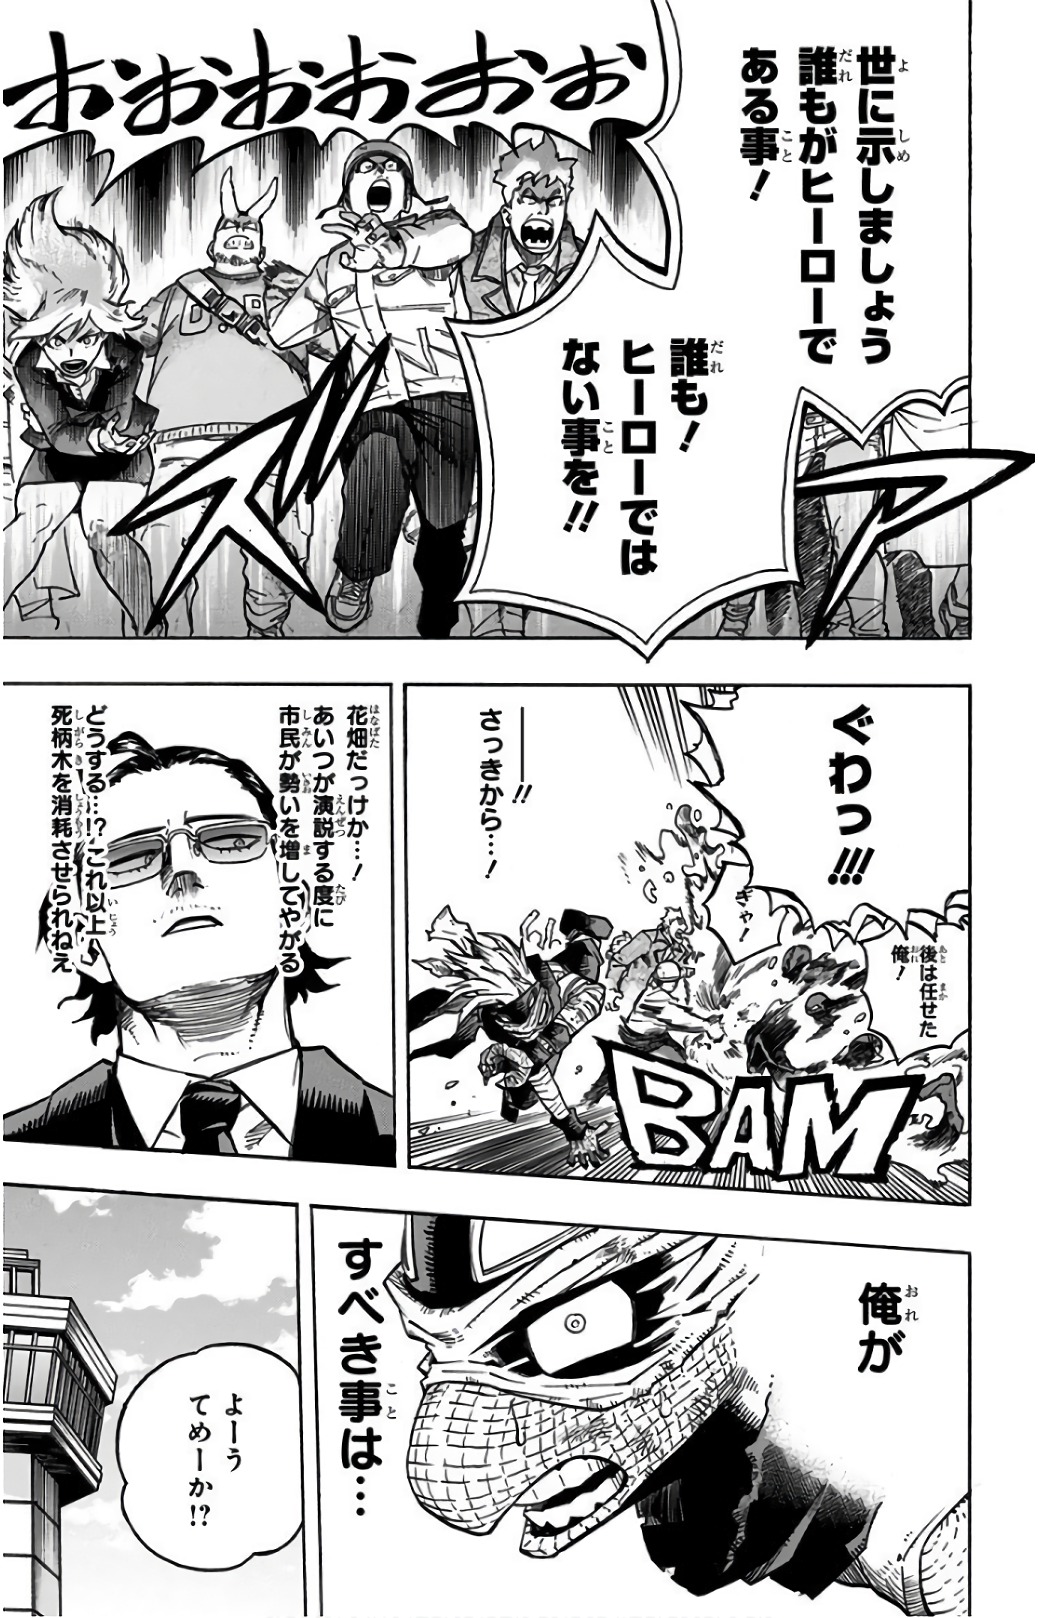 世に示しましょう
誰もがヒーローで
ある事！
誰も！
ヒーローでは
ない事を!!
おおおおおお
ズズ
ア
ぐわっ!!!
後は任せた
俺！
ぎゃ！
BAM
さっきから…！
――!!
花畑だっけか…！
あいつが演説する度に
市民が勢いを増してやがる
どうする…!?これ以上
死柄木を消耗させられねえ
俺が
すべき事は…
よーう
てめーか!?